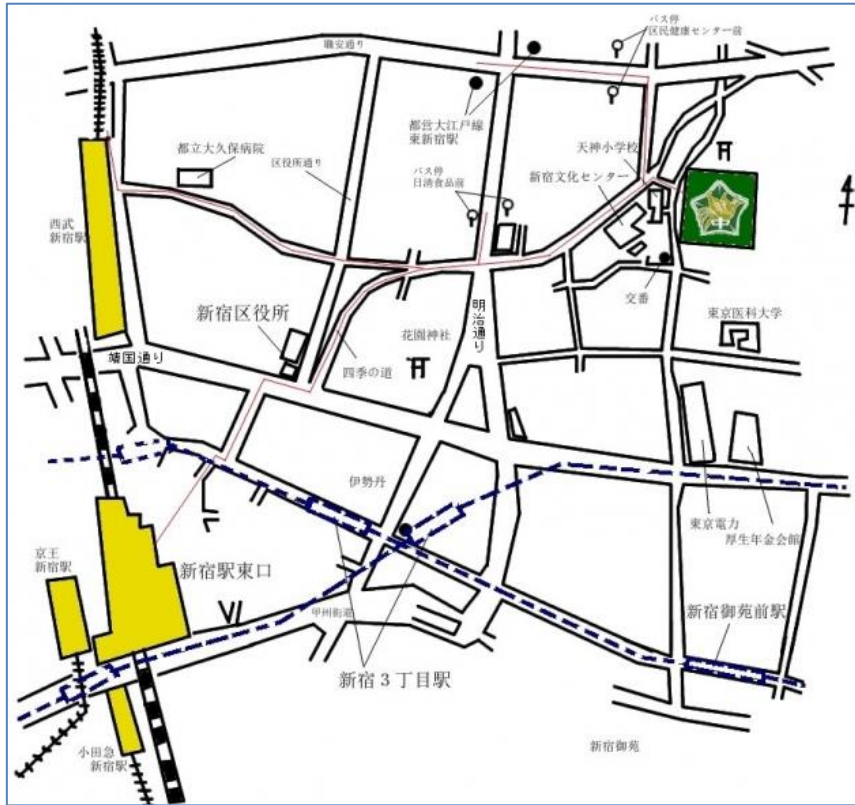 バス停
区民健康センター前
職安通り
都営大江戸線
東新宿駅
天神小学校
都立大久保病院
区役所通り
バス停
日清食品前
新宿文化センター
中
西武
新宿駅
交番
新宿区役所
花園神社
明治通り
東京医科大学
靖国通り
四季の道
伊勢丹
東京電力
厚生年金会館
京王
新宿駅
新宿駅東口
甲州街道
新宿御苑前駅
新宿3丁目駅
小田急
新宿駅
新宿御苑